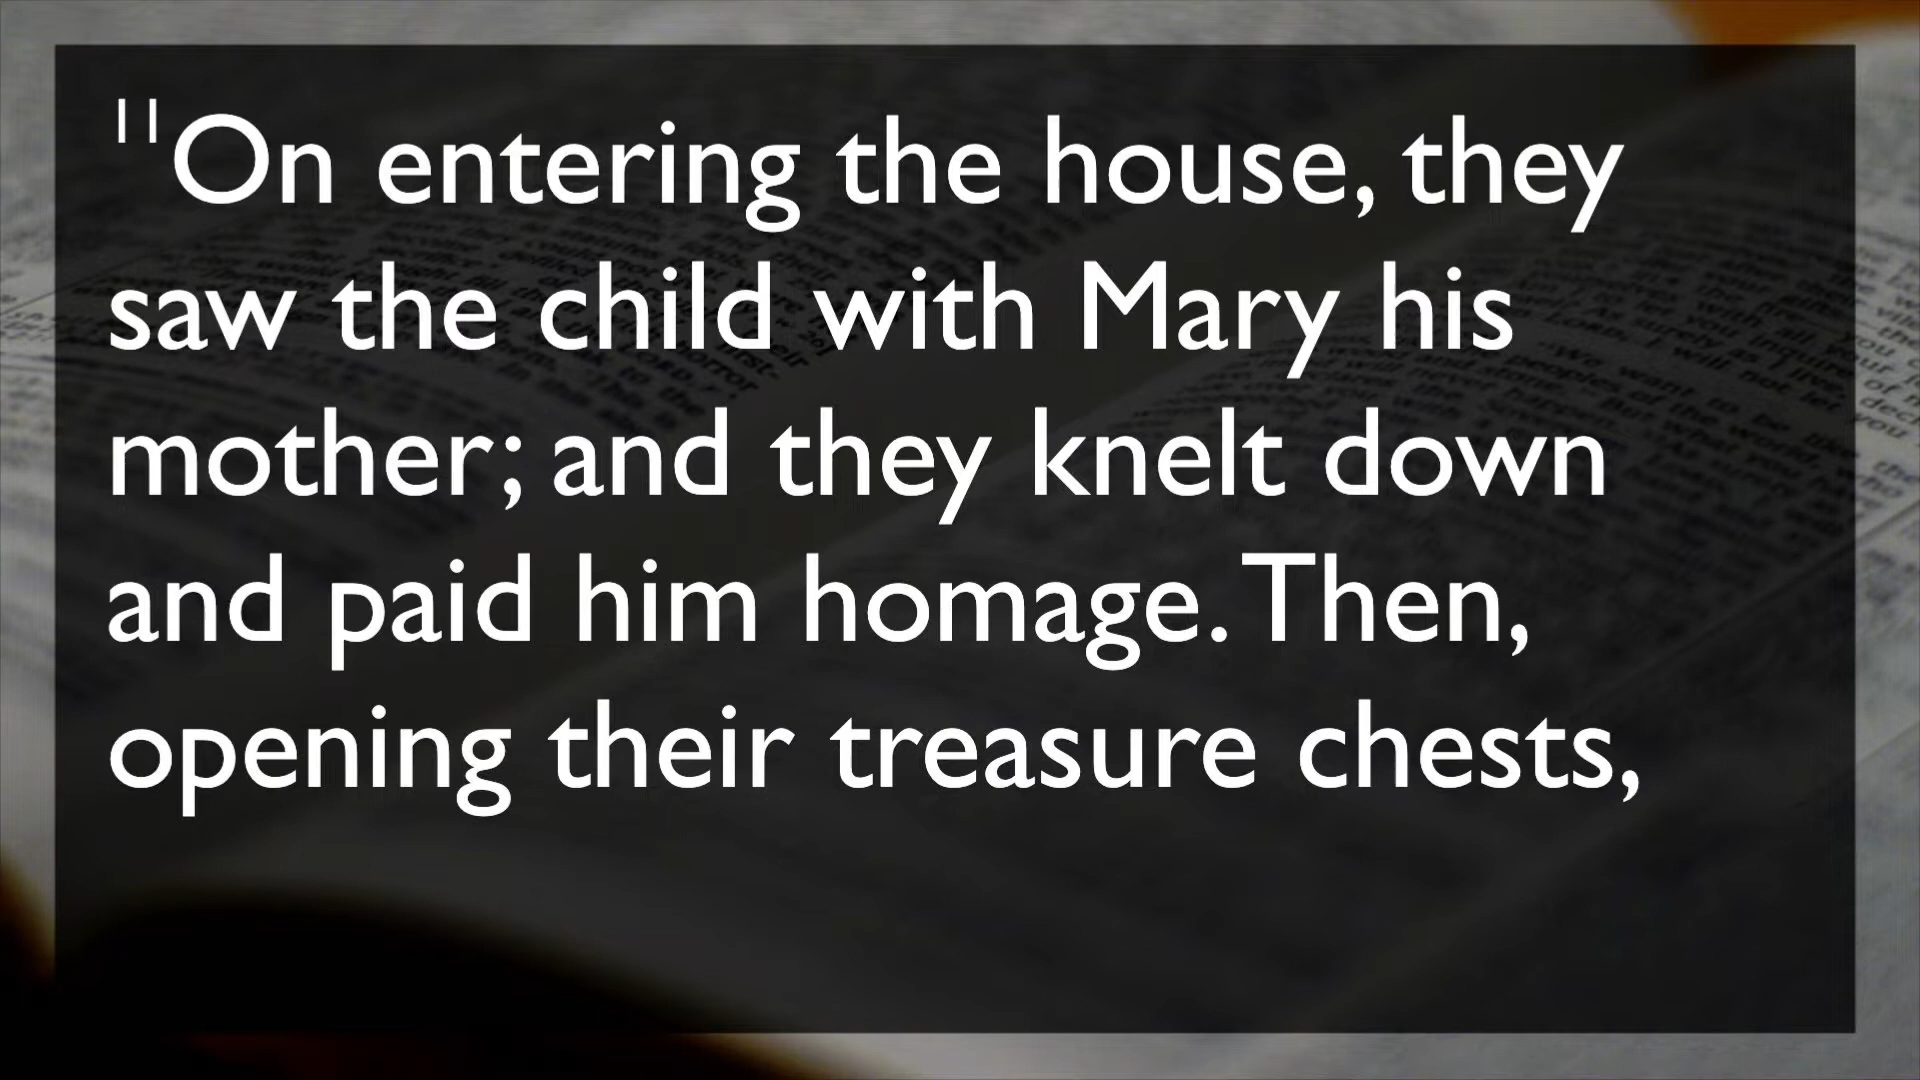 11On entering the house, they
saw the child with Mary his
mother; and they knelt down
and paid him homage. Then,
opening their treasure chests,